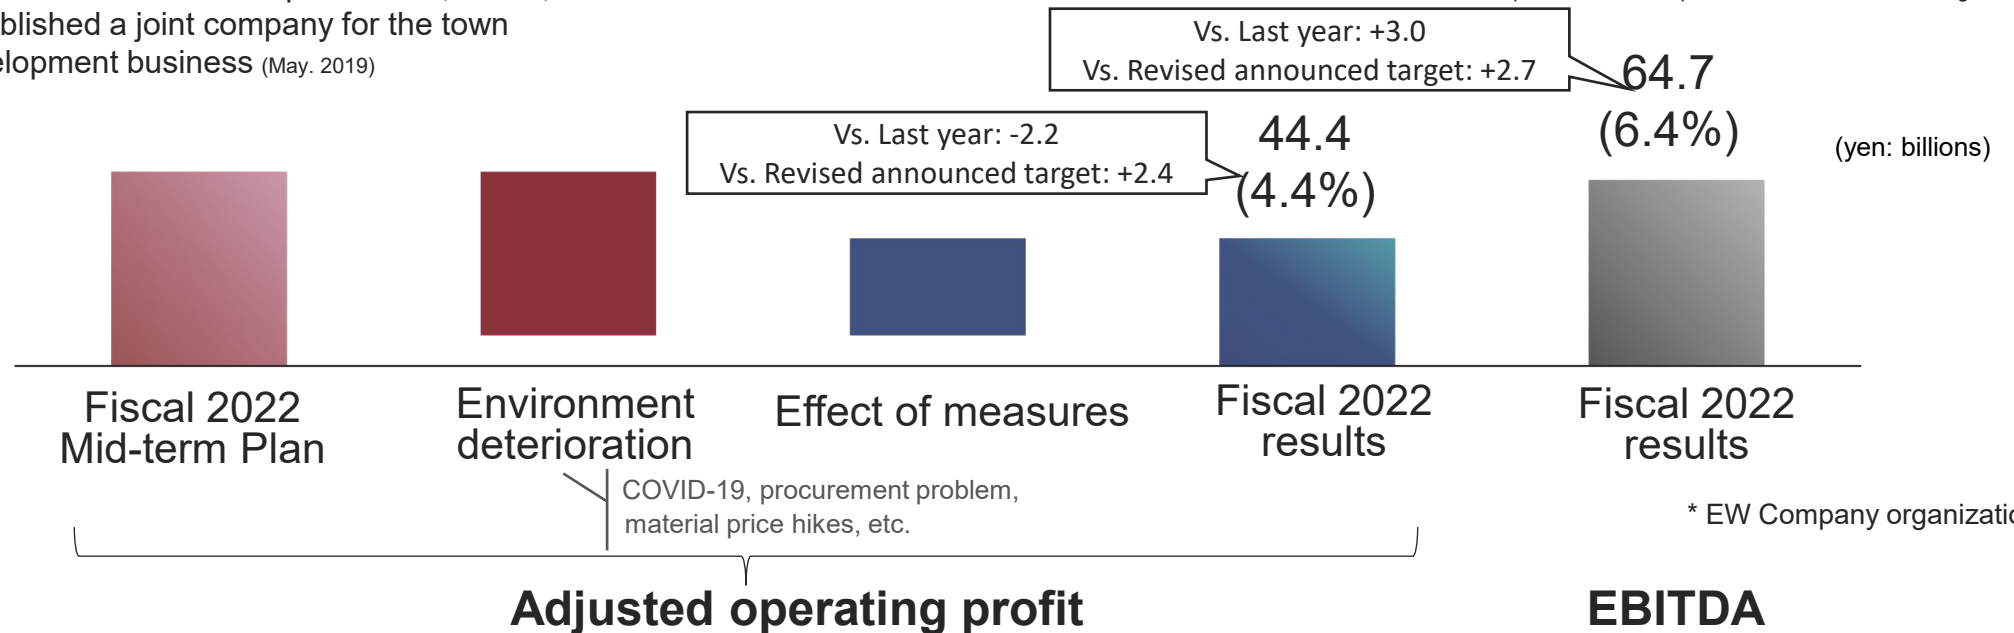 blished a joint company for the town
elopment business (May. 2019)
Vs. Last year: +3.0
Vs. Revised announced target: +2.7
64.7
(6.4%)
(yen: billions)
Vs. Last year: -2.2
Vs. Revised announced target: +2.4
44.4
(4.4%)
Fiscal 2022
Mid-term Plan
Environment
deterioration
Effect of measures
Fiscal 2022
results
Fiscal 2022
results
COVID-19, procurement problem,
material price hikes, etc.
* EW Company organizatio
Adjusted operating profit
EBITDA